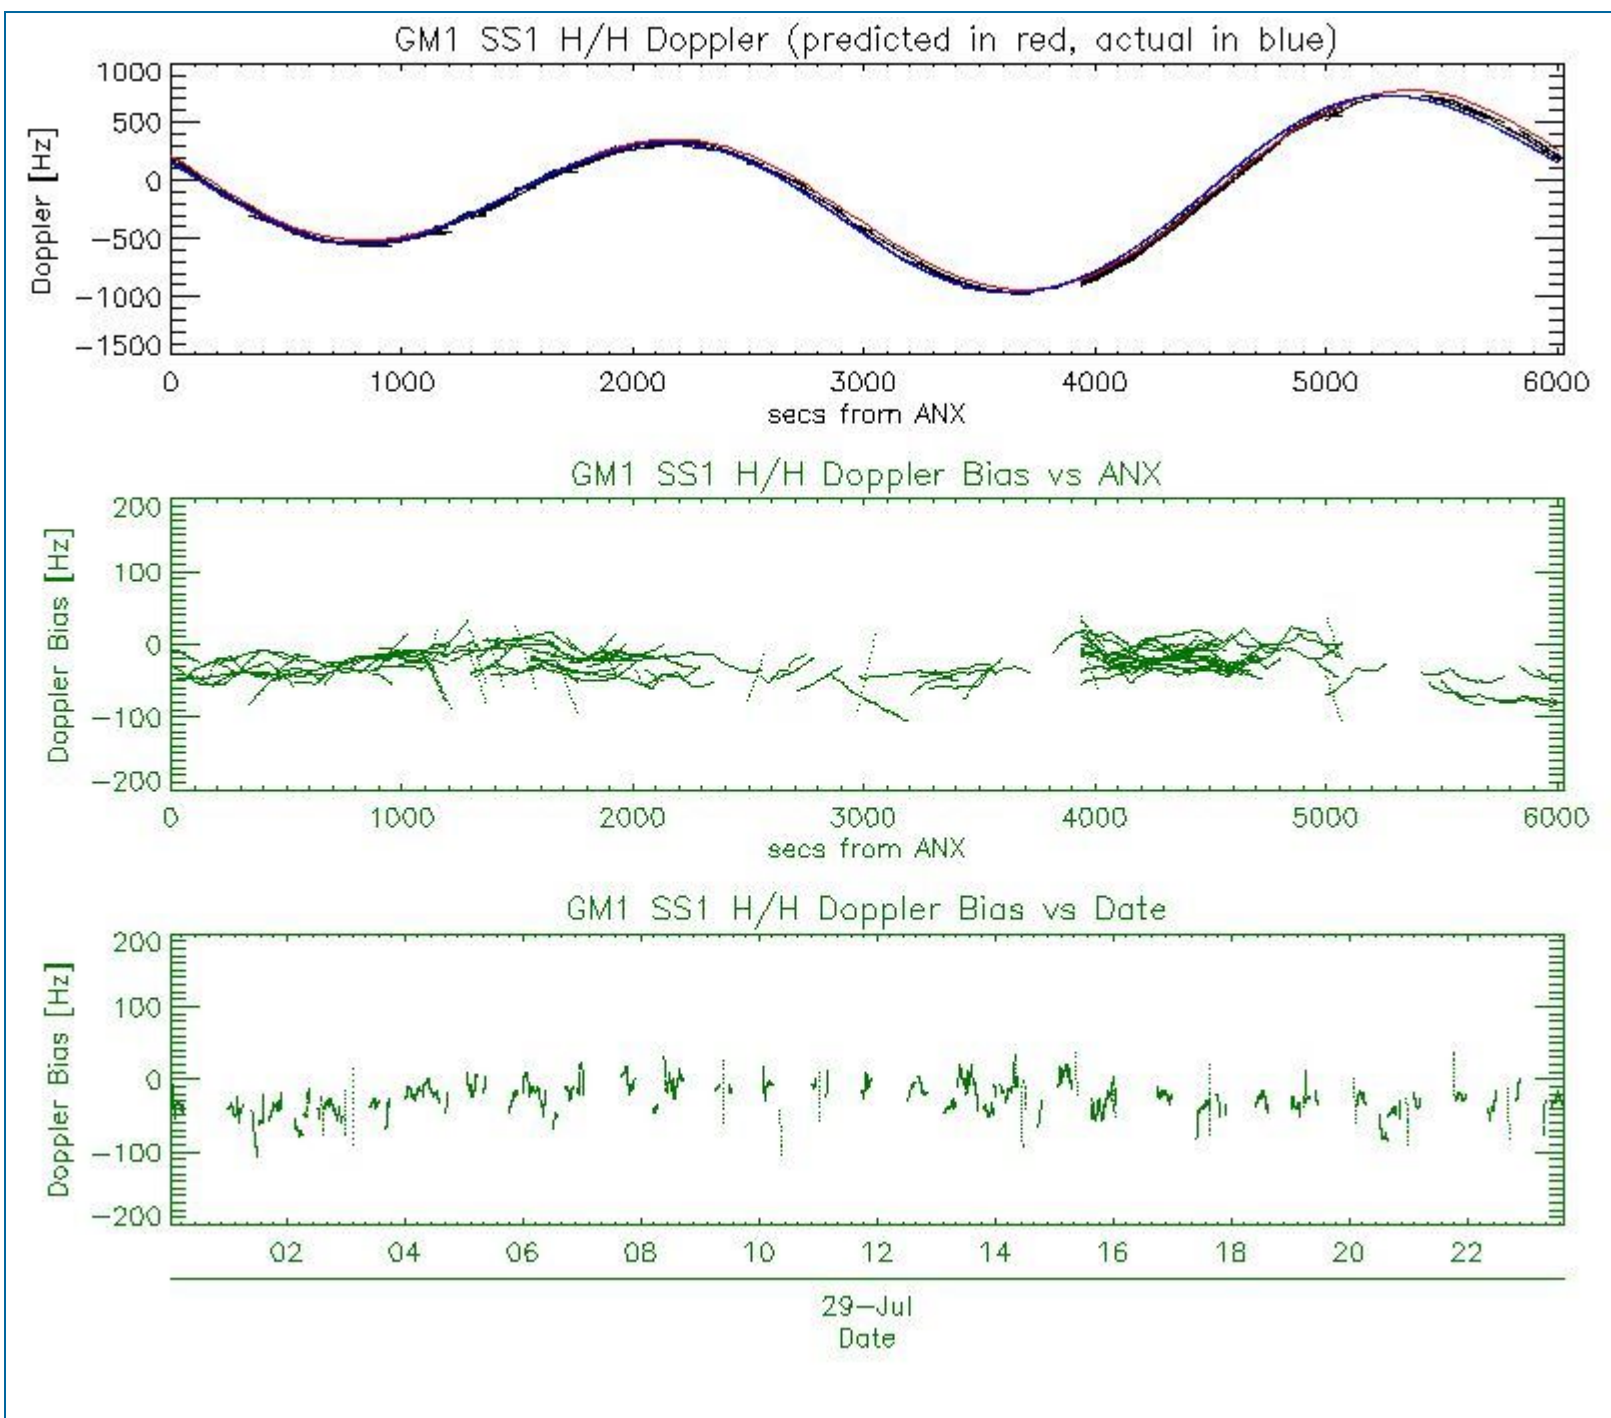 GM1 SS1 H/H Doppler (predicted in red, actual in blue)
Doppler [Hz]
1000
500
0
−500
−1000
−1500
0 1000 2000 3000 4000 5000 6000
secs from ANX
GM1 SS1 H/H Doppler Bias vs ANX
Doppler Bias [Hz]
200
100
0
−100
−200
0 1000 2000 3000 4000 5000 6000
secs from ANX
GM1 SS1 H/H Doppler Bias vs Date
Doppler Bias [Hz]
200
100
0
−100
−200
02 04 06 08 10 12 14 16 18 20 22
29−Jul
Date